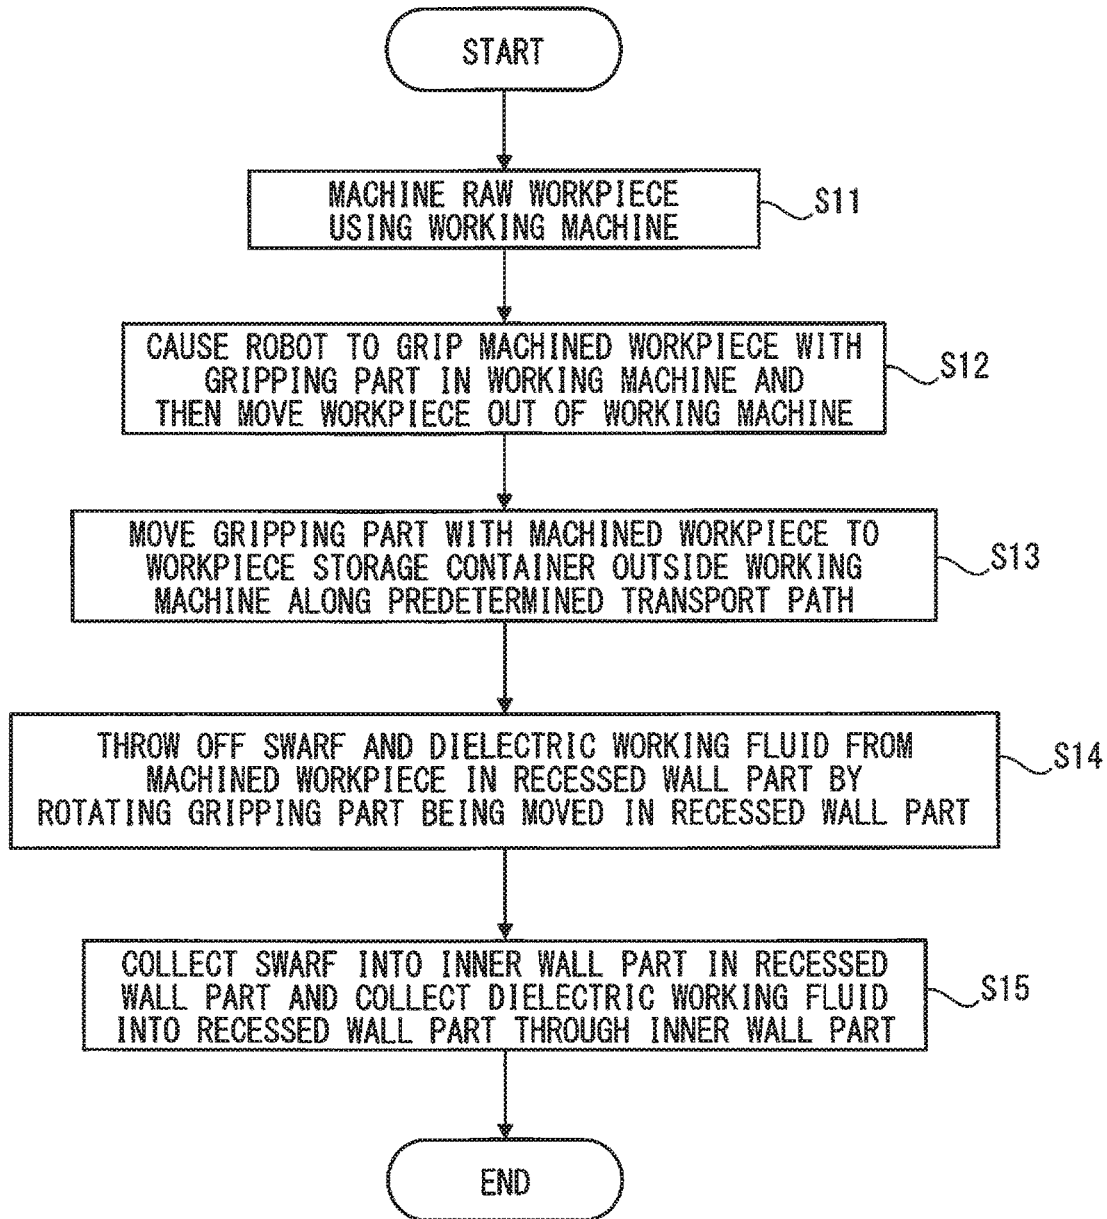 START
MACHINE RAW WORKPIECE
USING WORKING MACHINE
S11
CAUSE ROBOT TO GRIP MACHINED WORKPIECE WITH
GRIPPING PART IN WORKING MACHINE AND
THEN MOVE WORKPIECE OUT OF WORKING MACHINE
S12
MOVE GRIPPING PART WITH MACHINED WORKPIECE TO
WORKPIECE STORAGE CONTAINER OUTSIDE WORKING
MACHINE ALONG PREDETERMINED TRANSPORT PATH
S13
THROW OFF SWARF AND DIELECTRIC WORKING FLUID FROM
MACHINED WORKPIECE IN RECESSED WALL PART BY
ROTATING GRIPPING PART BEING MOVED IN RECESSED WALL PART
S14
COLLECT SWARF INTO INNER WALL PART IN RECESSED
WALL PART AND COLLECT DIELECTRIC WORKING FLUID
INTO RECESSED WALL PART THROUGH INNER WALL PART
S15
END